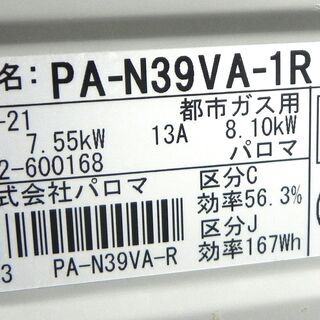 名: PA-N39VA-1R
-21 都市ガス用
7.55kW 13A 8.10kW
2-600168 パロマ
式会社パロマ 区分C
効率56.3%
区分J
効率167Wh
3 PA-N39VA-R